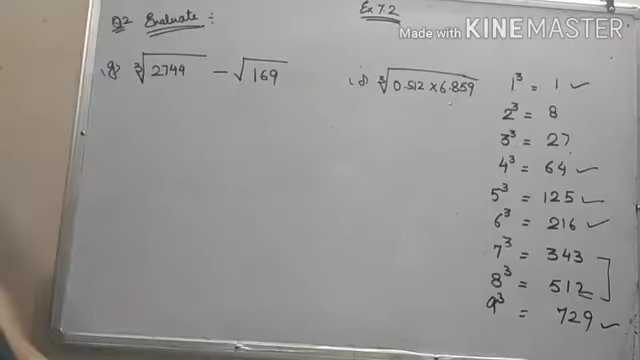 Ex 7.2
Made with KINEMASTER
Q2 Evaluate :
(g) ∛2744 − √169
(d) ∛0.512 × 6.859
1³ = 1 ✓
2³ = 8
3³ = 27
4³ = 64 ✓
5³ = 125 ✓
6³ = 216 ✓
7³ = 343
8³ = 512
9³ = 729 ✓